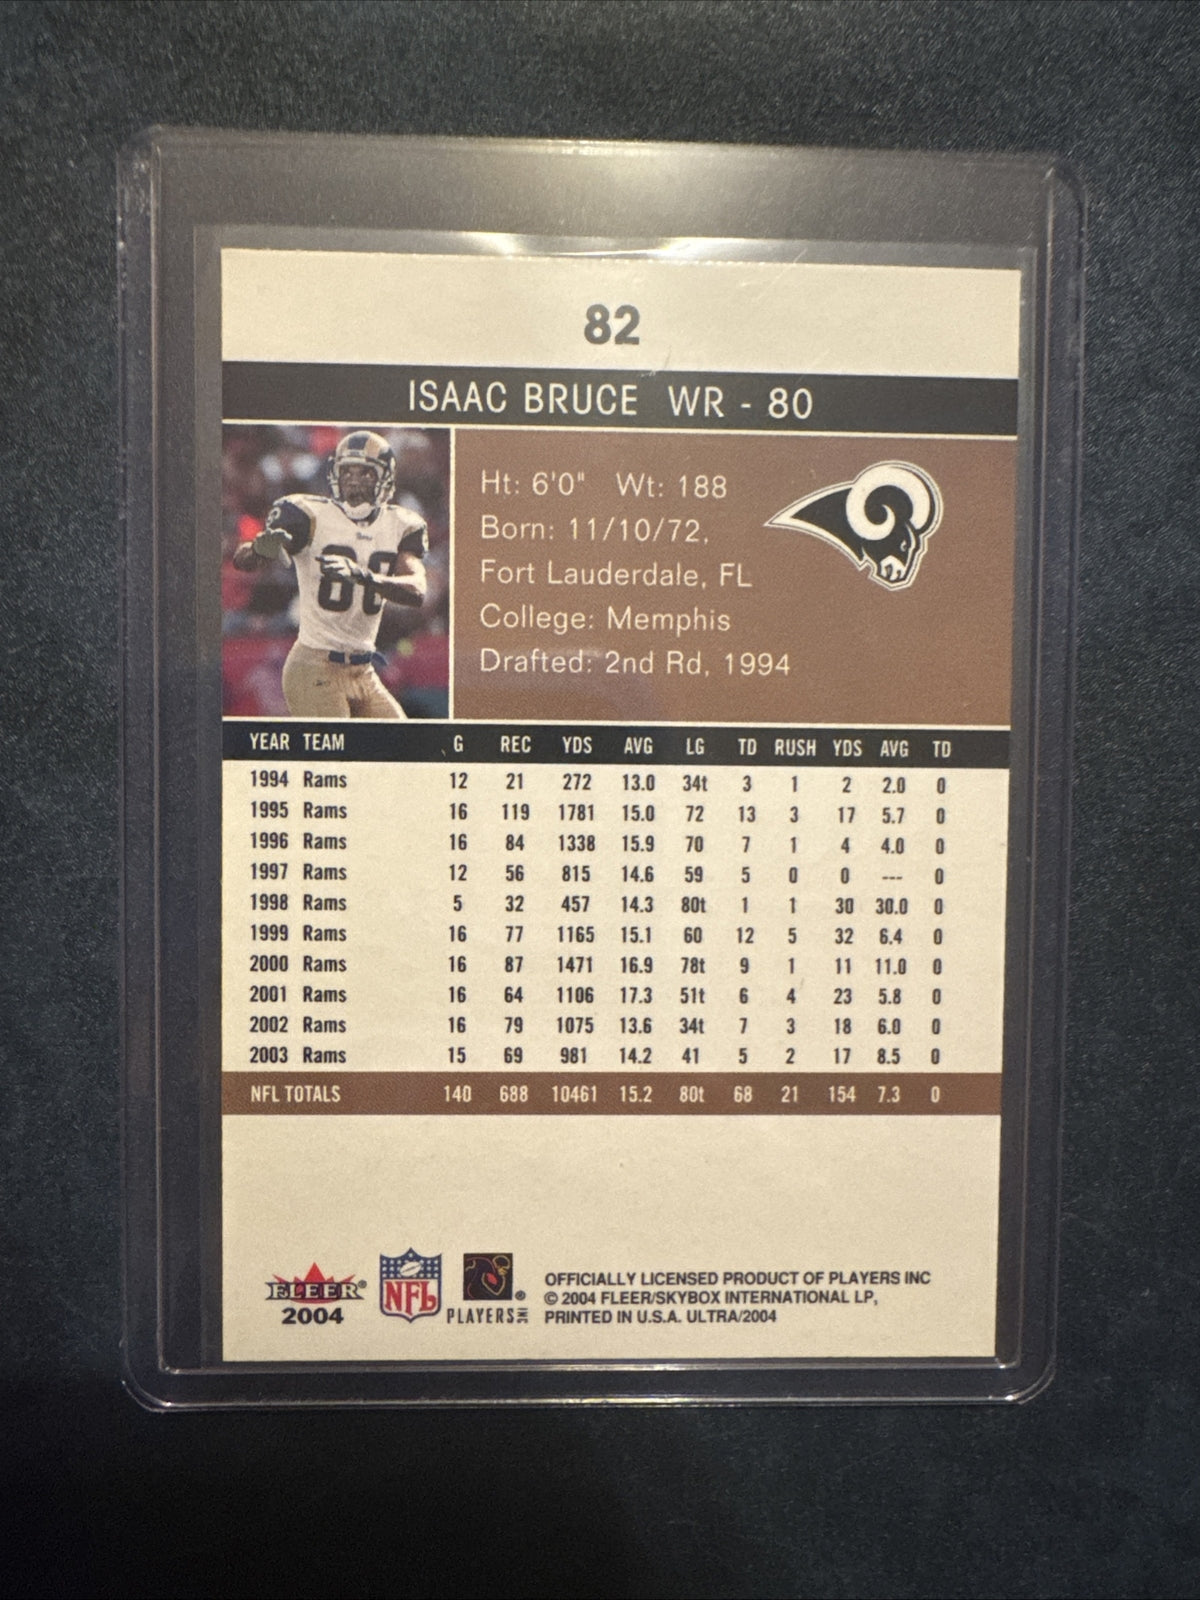 82
ISAAC BRUCE WR - 80
Ht: 6'0" Wt: 188
Born: 11/10/72,
Fort Lauderdale, FL
College: Memphis
Drafted: 2nd Rd, 1994
80
YEAR TEAM G REC YDS AVG LG TD RUSH YDS AVG TD
1994 Rams 12 21 272 13.0 34t 3 1 2 2.0 0
1995 Rams 16 119 1781 15.0 72 13 3 17 5.7 0
1996 Rams 16 84 1338 15.9 70 7 1 4 4.0 0
1997 Rams 12 56 815 14.6 59 5 0 0 --- 0
1998 Rams 5 32 457 14.3 80t 1 1 30 30.0 0
1999 Rams 16 77 1165 15.1 60 12 5 32 6.4 0
2000 Rams 16 87 1471 16.9 78t 9 1 11 11.0 0
2001 Rams 16 64 1106 17.3 51t 6 4 23 5.8 0
2002 Rams 16 79 1075 13.6 34t 7 3 18 6.0 0
2003 Rams 15 69 981 14.2 41 5 2 17 8.5 0
NFL TOTALS 140 688 10461 15.2 80t 68 21 154 7.3 0
FLEER®
2004
NFL
PLAYERS INC ®
OFFICIALLY LICENSED PRODUCT OF PLAYERS INC
© 2004 FLEER/SKYBOX INTERNATIONAL LP,
PRINTED IN U.S.A. ULTRA/2004